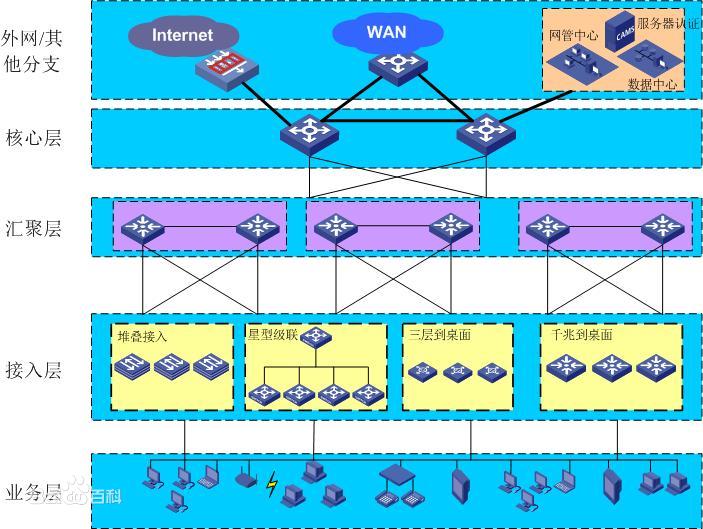 外网/其
他分支
Internet
WAN
网管中心
服务器认证
CAMS
数据中心
核心层
汇聚层
接入层
堆叠接入
星型级联
三层到桌面
千兆到桌面
业务层
百科